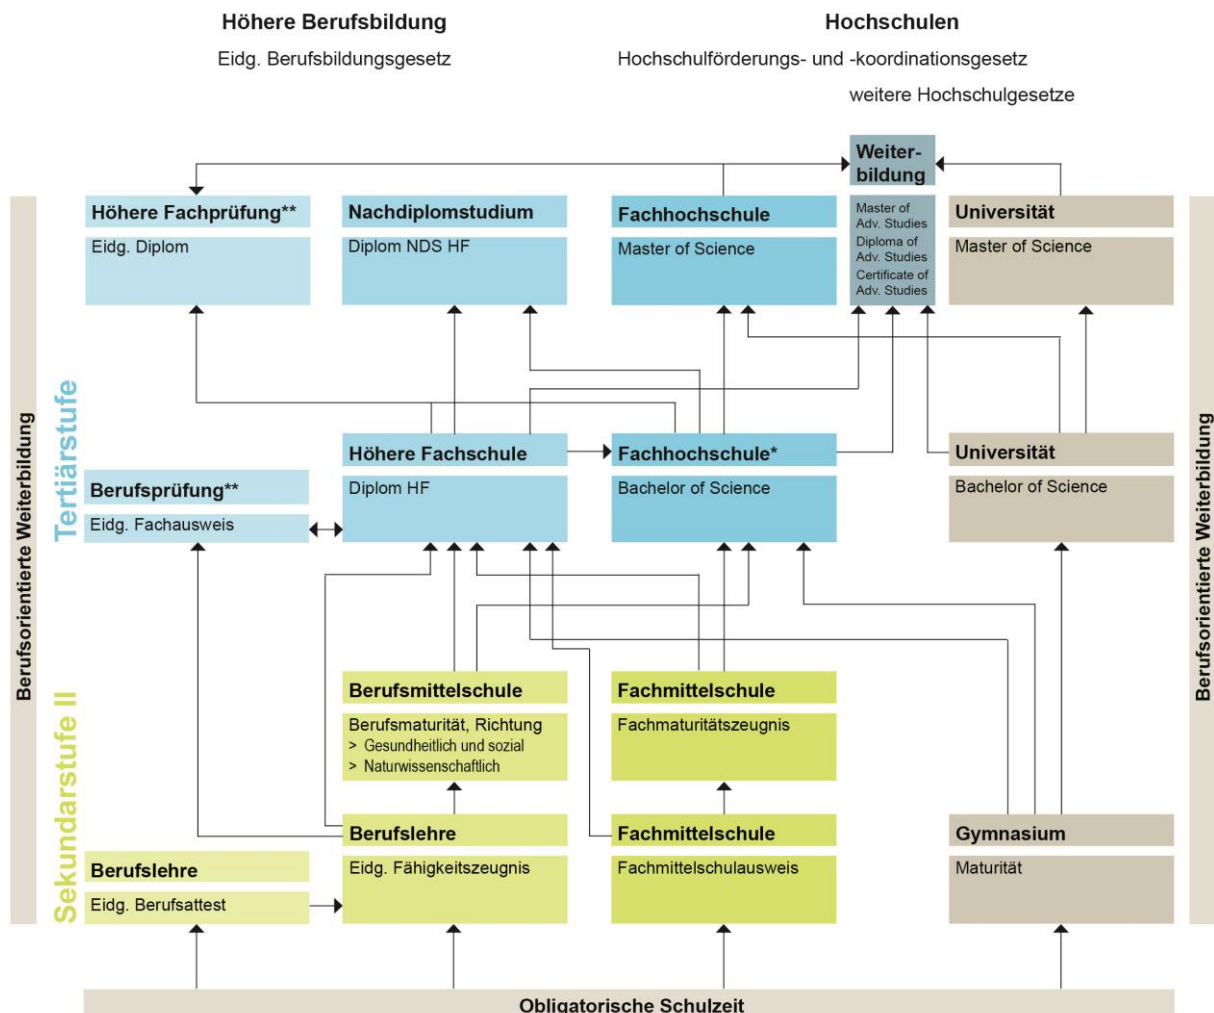 Höhere Berufsbildung
Eidg. Berufsbildungsgesetz
Hochschulen
Hochschulförderungs- und -koordinationsgesetz
weitere Hochschulgesetze
Weiter-
bildung
Master of
Adv. Studies
Diploma of
Adv. Studies
Certificate of
Adv. Studies
Höhere Fachprüfung**
Eidg. Diplom
Nachdiplomstudium
Diplom NDS HF
Fachhochschule
Master of Science
Universität
Master of Science
Berufsorientierte Weiterbildung
Tertiärstufe
Berufsprüfung**
Eidg. Fachausweis
Höhere Fachschule
Diplom HF
Fachhochschule*
Bachelor of Science
Universität
Bachelor of Science
Berufsorientierte Weiterbildung
Sekundarstufe II
Berufsmittelschule
Berufsmaturität, Richtung
> Gesundheitlich und sozial
> Naturwissenschaftlich
Fachmittelschule
Fachmaturitätszeugnis
Berufslehre
Eidg. Berufsattest
Berufslehre
Eidg. Fähigkeitszeugnis
Fachmittelschule
Fachmittelschulausweis
Gymnasium
Maturität
Obligatorische Schulzeit